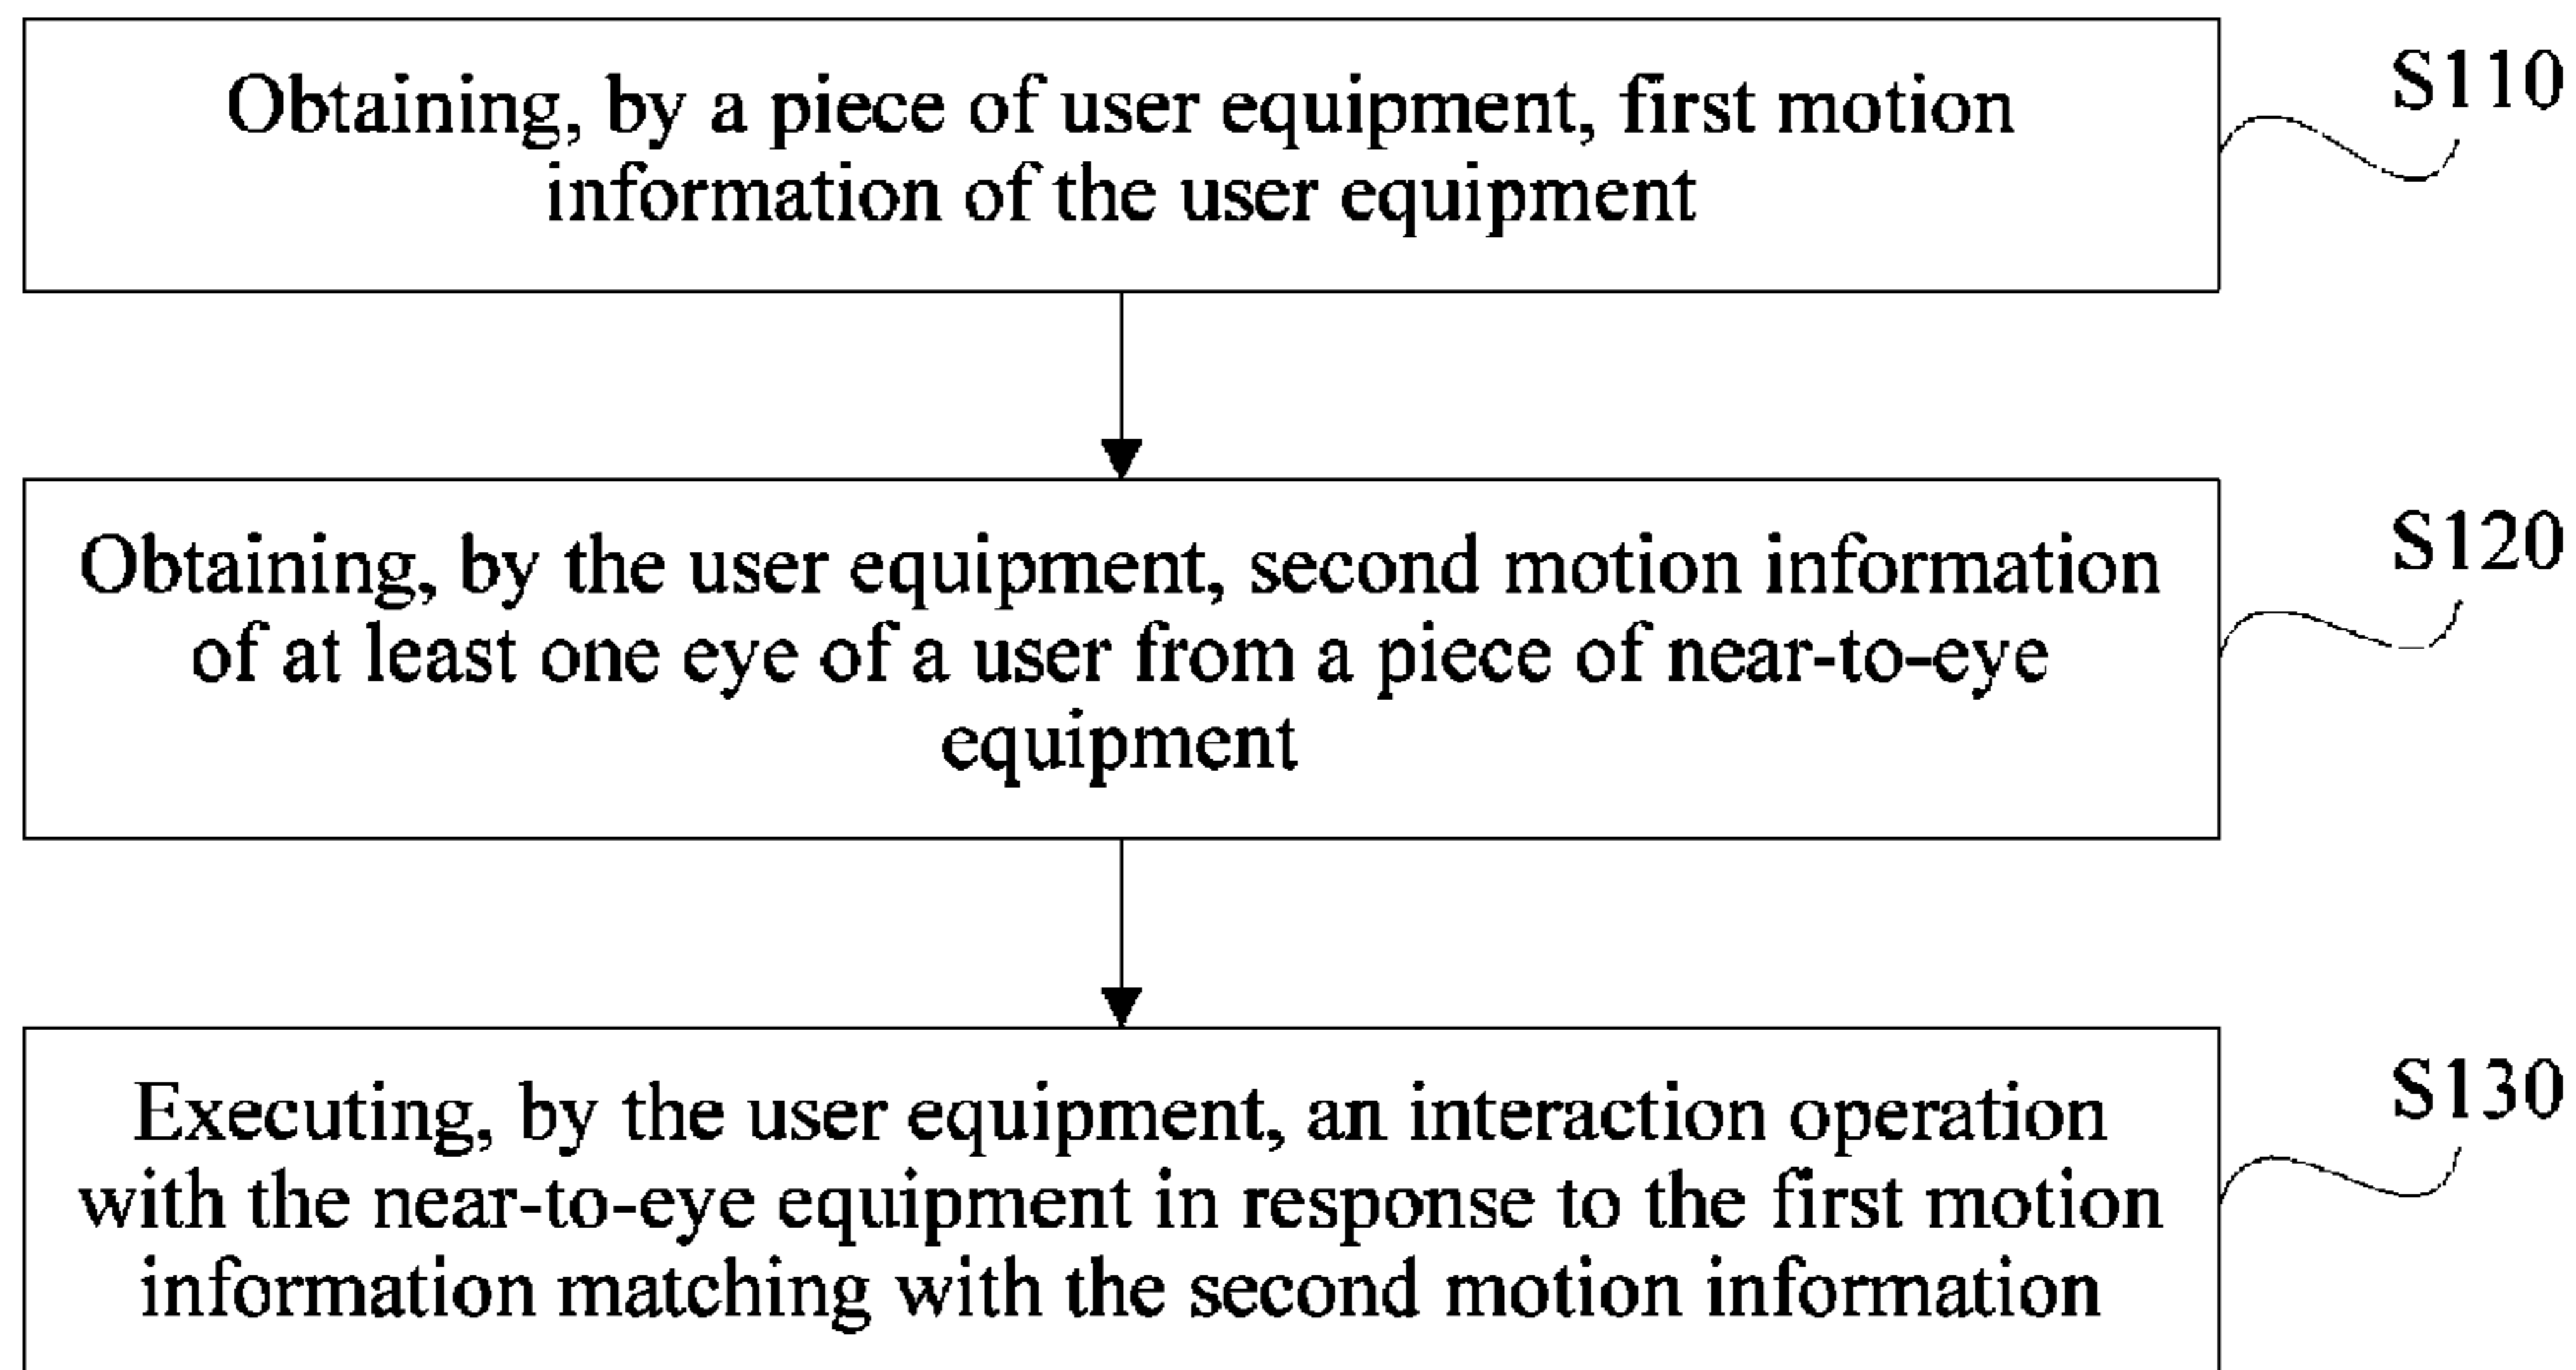 Obtaining, by a piece of user equipment, first motion
information of the user equipment
S110
Obtaining, by the user equipment, second motion information
of at least one eye of a user from a piece of near-to-eye
equipment
S120
Executing, by the user equipment, an interaction operation
with the near-to-eye equipment in response to the first motion
information matching with the second motion information
S130